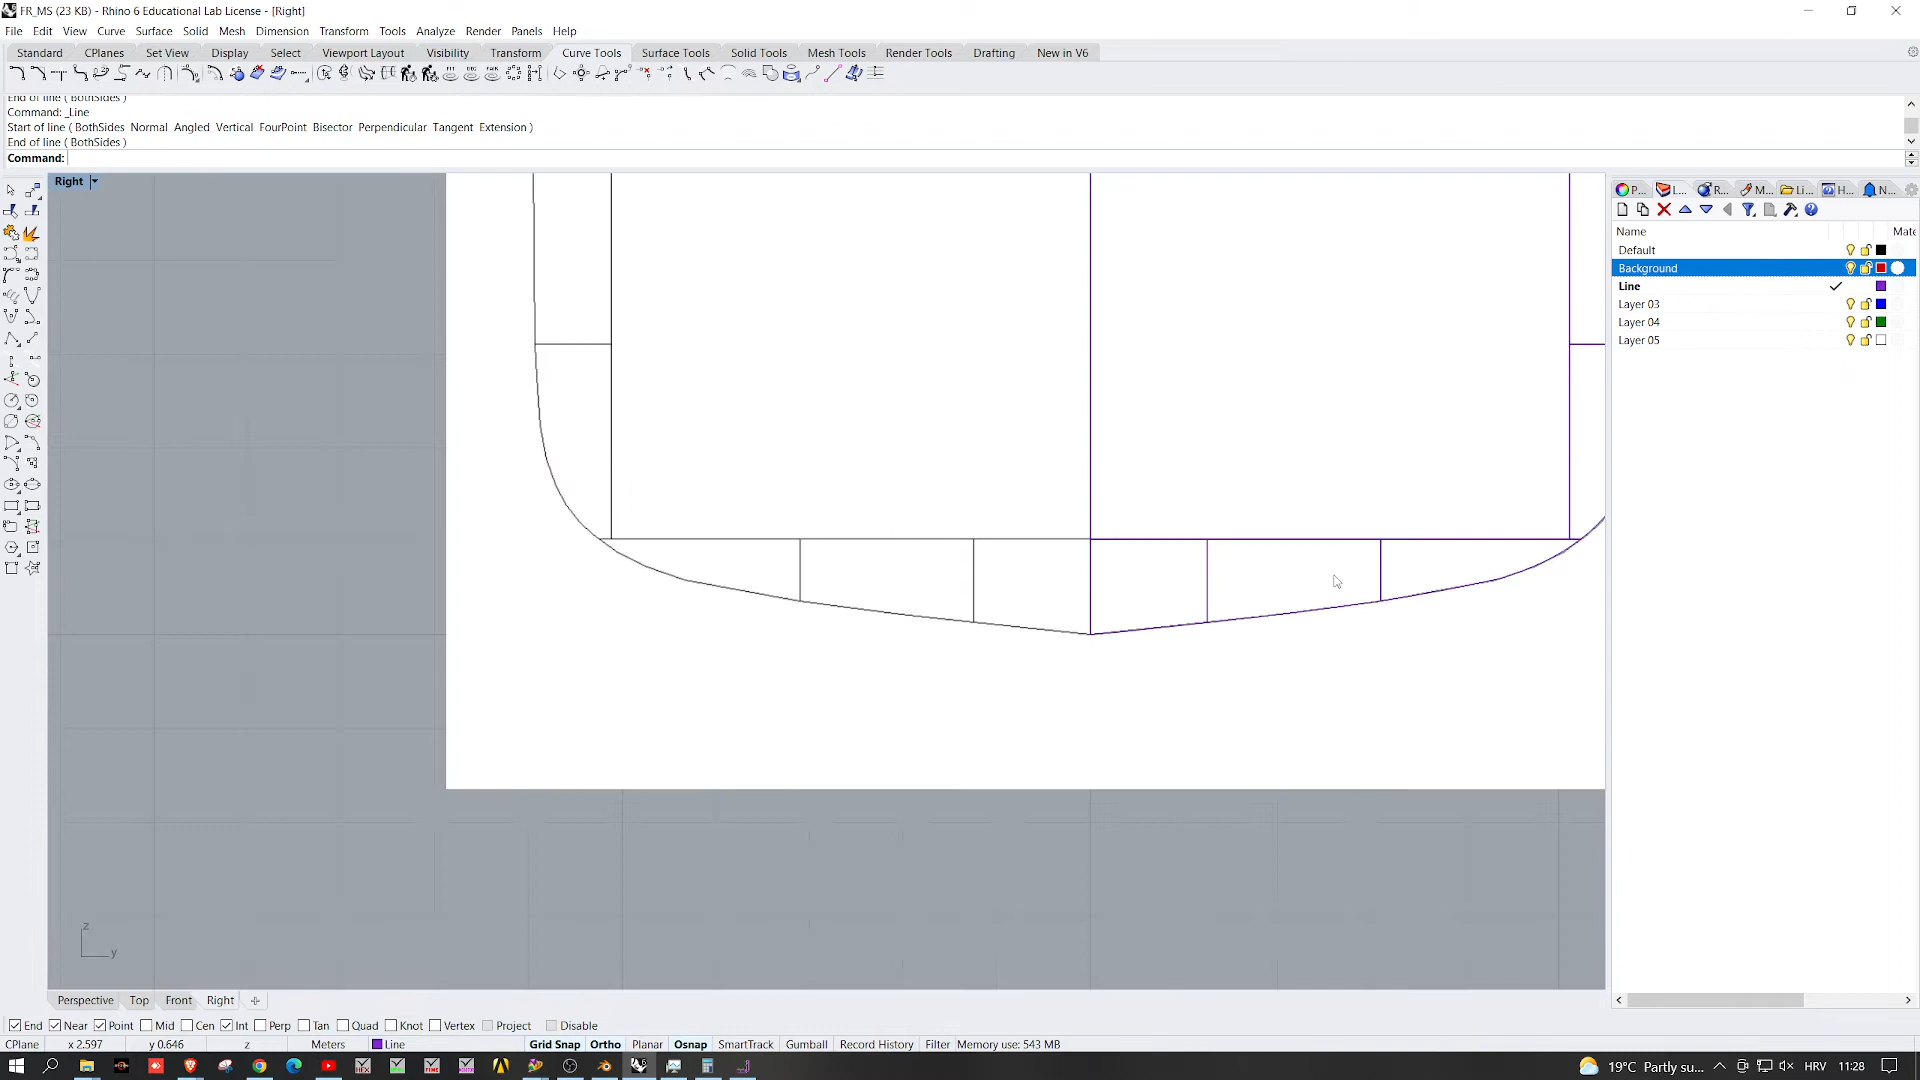 FR_MS (23 KB) - Rhino 6 Educational Lab License - [Right]
File Edit View Curve Surface Solid Mesh Dimension Transform Tools Analyze Render Panels Help
Standard CPlanes Set View Display Select Viewport Layout Visibility Transform Curve Tools Surface Tools Solid Tools Mesh Tools Render Tools Drafting New in V6
End of line ( BothSides )
Command: _Line
Start of line ( BothSides Normal Angled Vertical FourPoint Bisector Perpendicular Tangent Extension )
End of line ( BothSides )
Command:
Right
P... L... R... M... Li... H... N...
Name Mate
Default
Background
Line
Layer 03
Layer 04
Layer 05
z
y
Perspective Top Front Right
End Near Point Mid Cen Int Perp Tan Quad Knot Vertex Project Disable
CPlane x 2.597 y 0.646 z Meters Line Grid Snap Ortho Planar Osnap SmartTrack Gumball Record History Filter Memory use: 543 MB
19°C Partly su... HRV 11:28